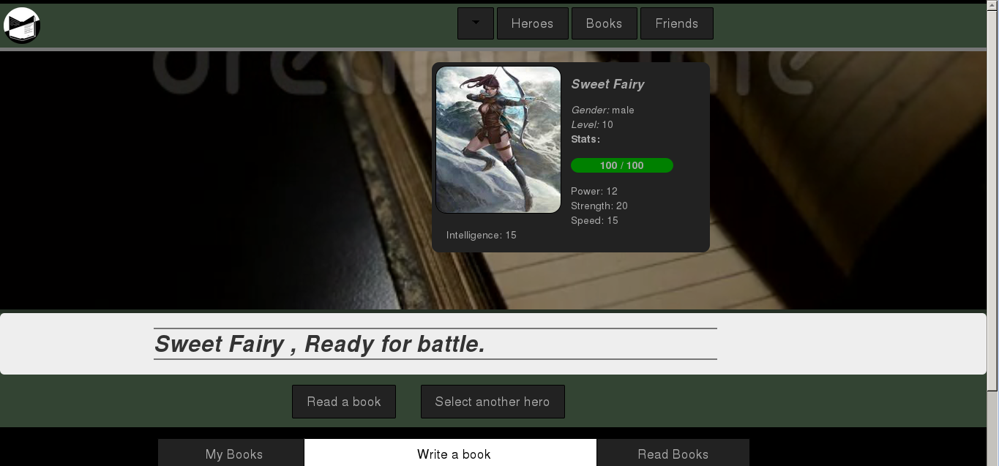 Heroes Books Friends
Sweet Fairy
Gender: male
Level: 10
Stats:
100 / 100
Power: 12
Strength: 20
Speed: 15
Intelligence: 15
Sweet Fairy , Ready for battle.
Read a book Select another hero
My Books Write a book Read Books